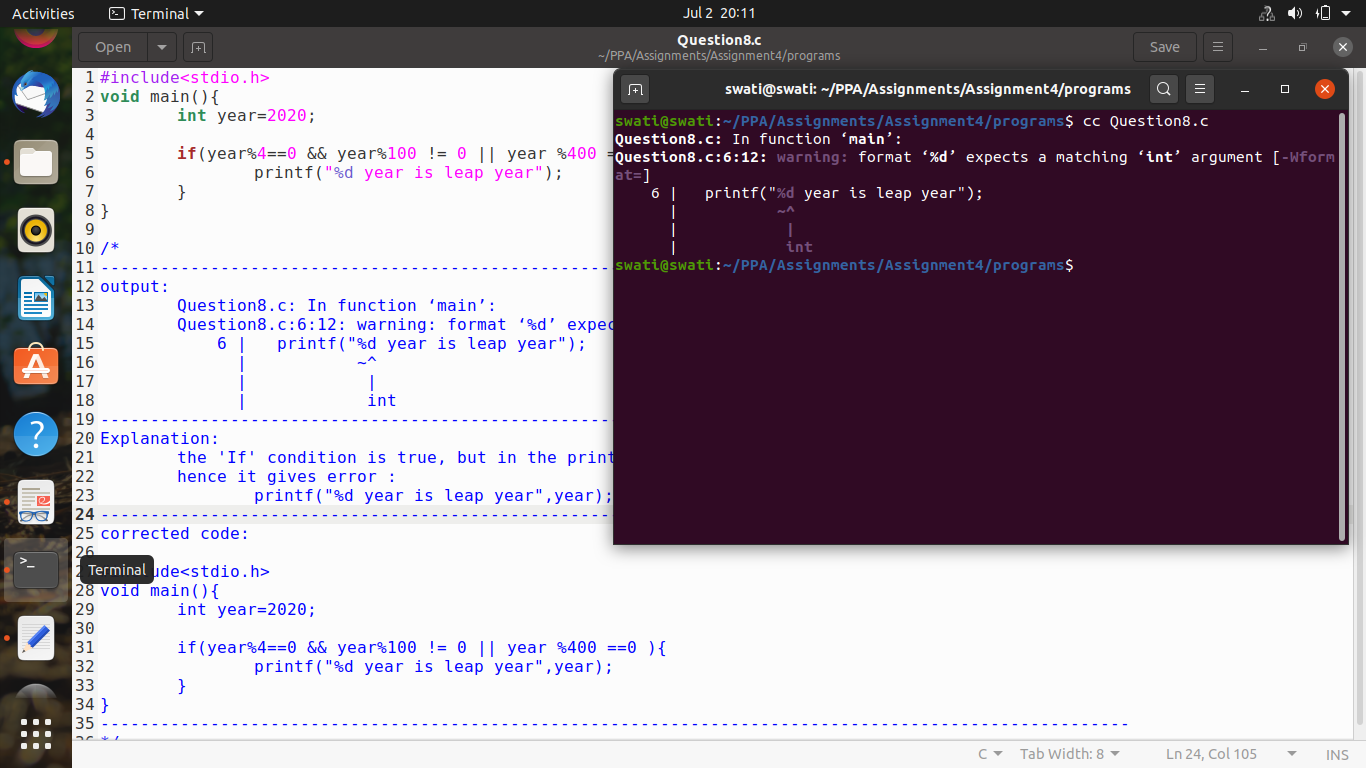 Activities
Terminal
Jul 2 20:11
Open
Question8.c
~/PPA/Assignments/Assignment4/programs
Save
1 #include<stdio.h>
2 void main(){
3 int year=2020;
4
5 if(year%4==0 && year%100 != 0 || year %400 =
6 printf("%d year is leap year");
7 }
8 }
9
10 /*
11 ----------------------------------------------------
12 output:
13 Question8.c: In function ‘main’:
14 Question8.c:6:12: warning: format ‘%d’ expec
15 6 | printf("%d year is leap year");
16 | ~^
17 | |
18 | int
19 ----------------------------------------------------
20 Explanation:
21 the 'If' condition is true, but in the print
22 hence it gives error :
23 printf("%d year is leap year",year);
24 ----------------------------------------------------
25 corrected code:
26
ude<stdio.h>
28 void main(){
29 int year=2020;
30
31 if(year%4==0 && year%100 != 0 || year %400 ==0 ){
32 printf("%d year is leap year",year);
33 }
34 }
35 -------------------------------------------------------------------------------------------------------
Terminal
swati@swati: ~/PPA/Assignments/Assignment4/programs
swati@swati:~/PPA/Assignments/Assignment4/programs$ cc Question8.c
Question8.c: In function ‘main’:
Question8.c:6:12: warning: format ‘%d’ expects a matching ‘int’ argument [-Wform
at=]
6 | printf("%d year is leap year");
| ~^
| |
| int
swati@swati:~/PPA/Assignments/Assignment4/programs$
C
Tab Width: 8
Ln 24, Col 105
INS